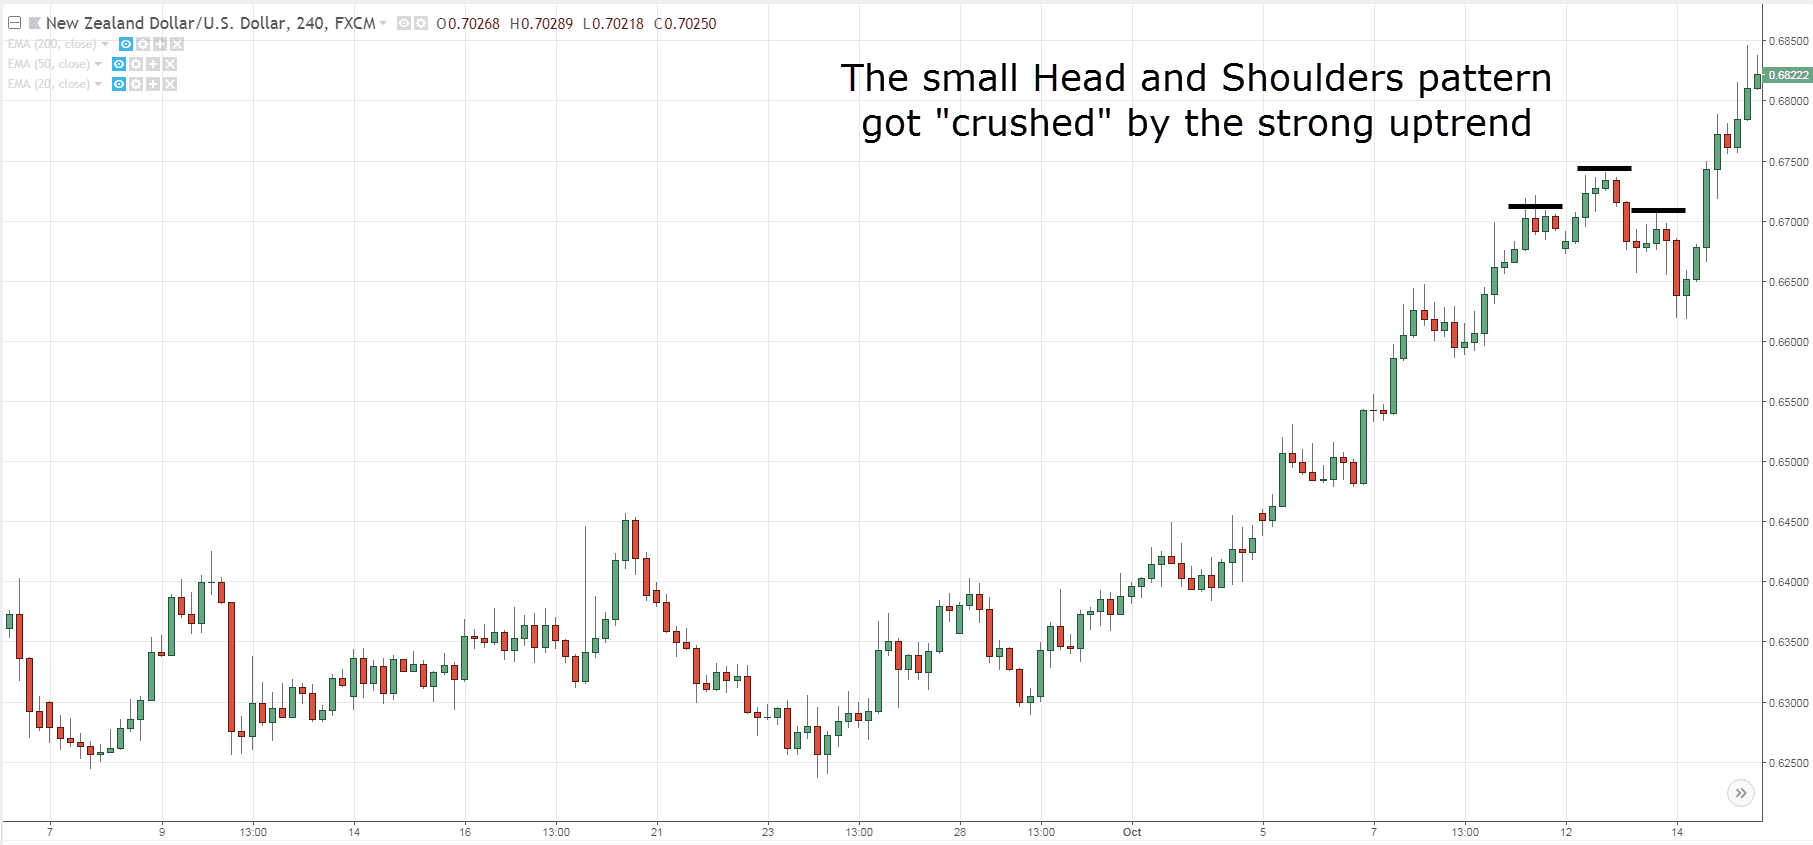 New Zealand Dollar/U.S. Dollar, 240, FXCM O0.70268 H0.70289 L0.70218 C0.70250
EMA (200, close)
EMA (50, close)
EMA (20, close)
The small Head and Shoulders pattern
got "crushed" by the strong uptrend
0.68500
0.68222
0.68000
0.67500
0.67000
0.66500
0.66000
0.65500
0.65000
0.64500
0.64000
0.63500
0.63000
0.62500
7 9 13:00 14 16 13:00 21 23 13:00 28 13:00 Oct 5 7 13:00 12 14